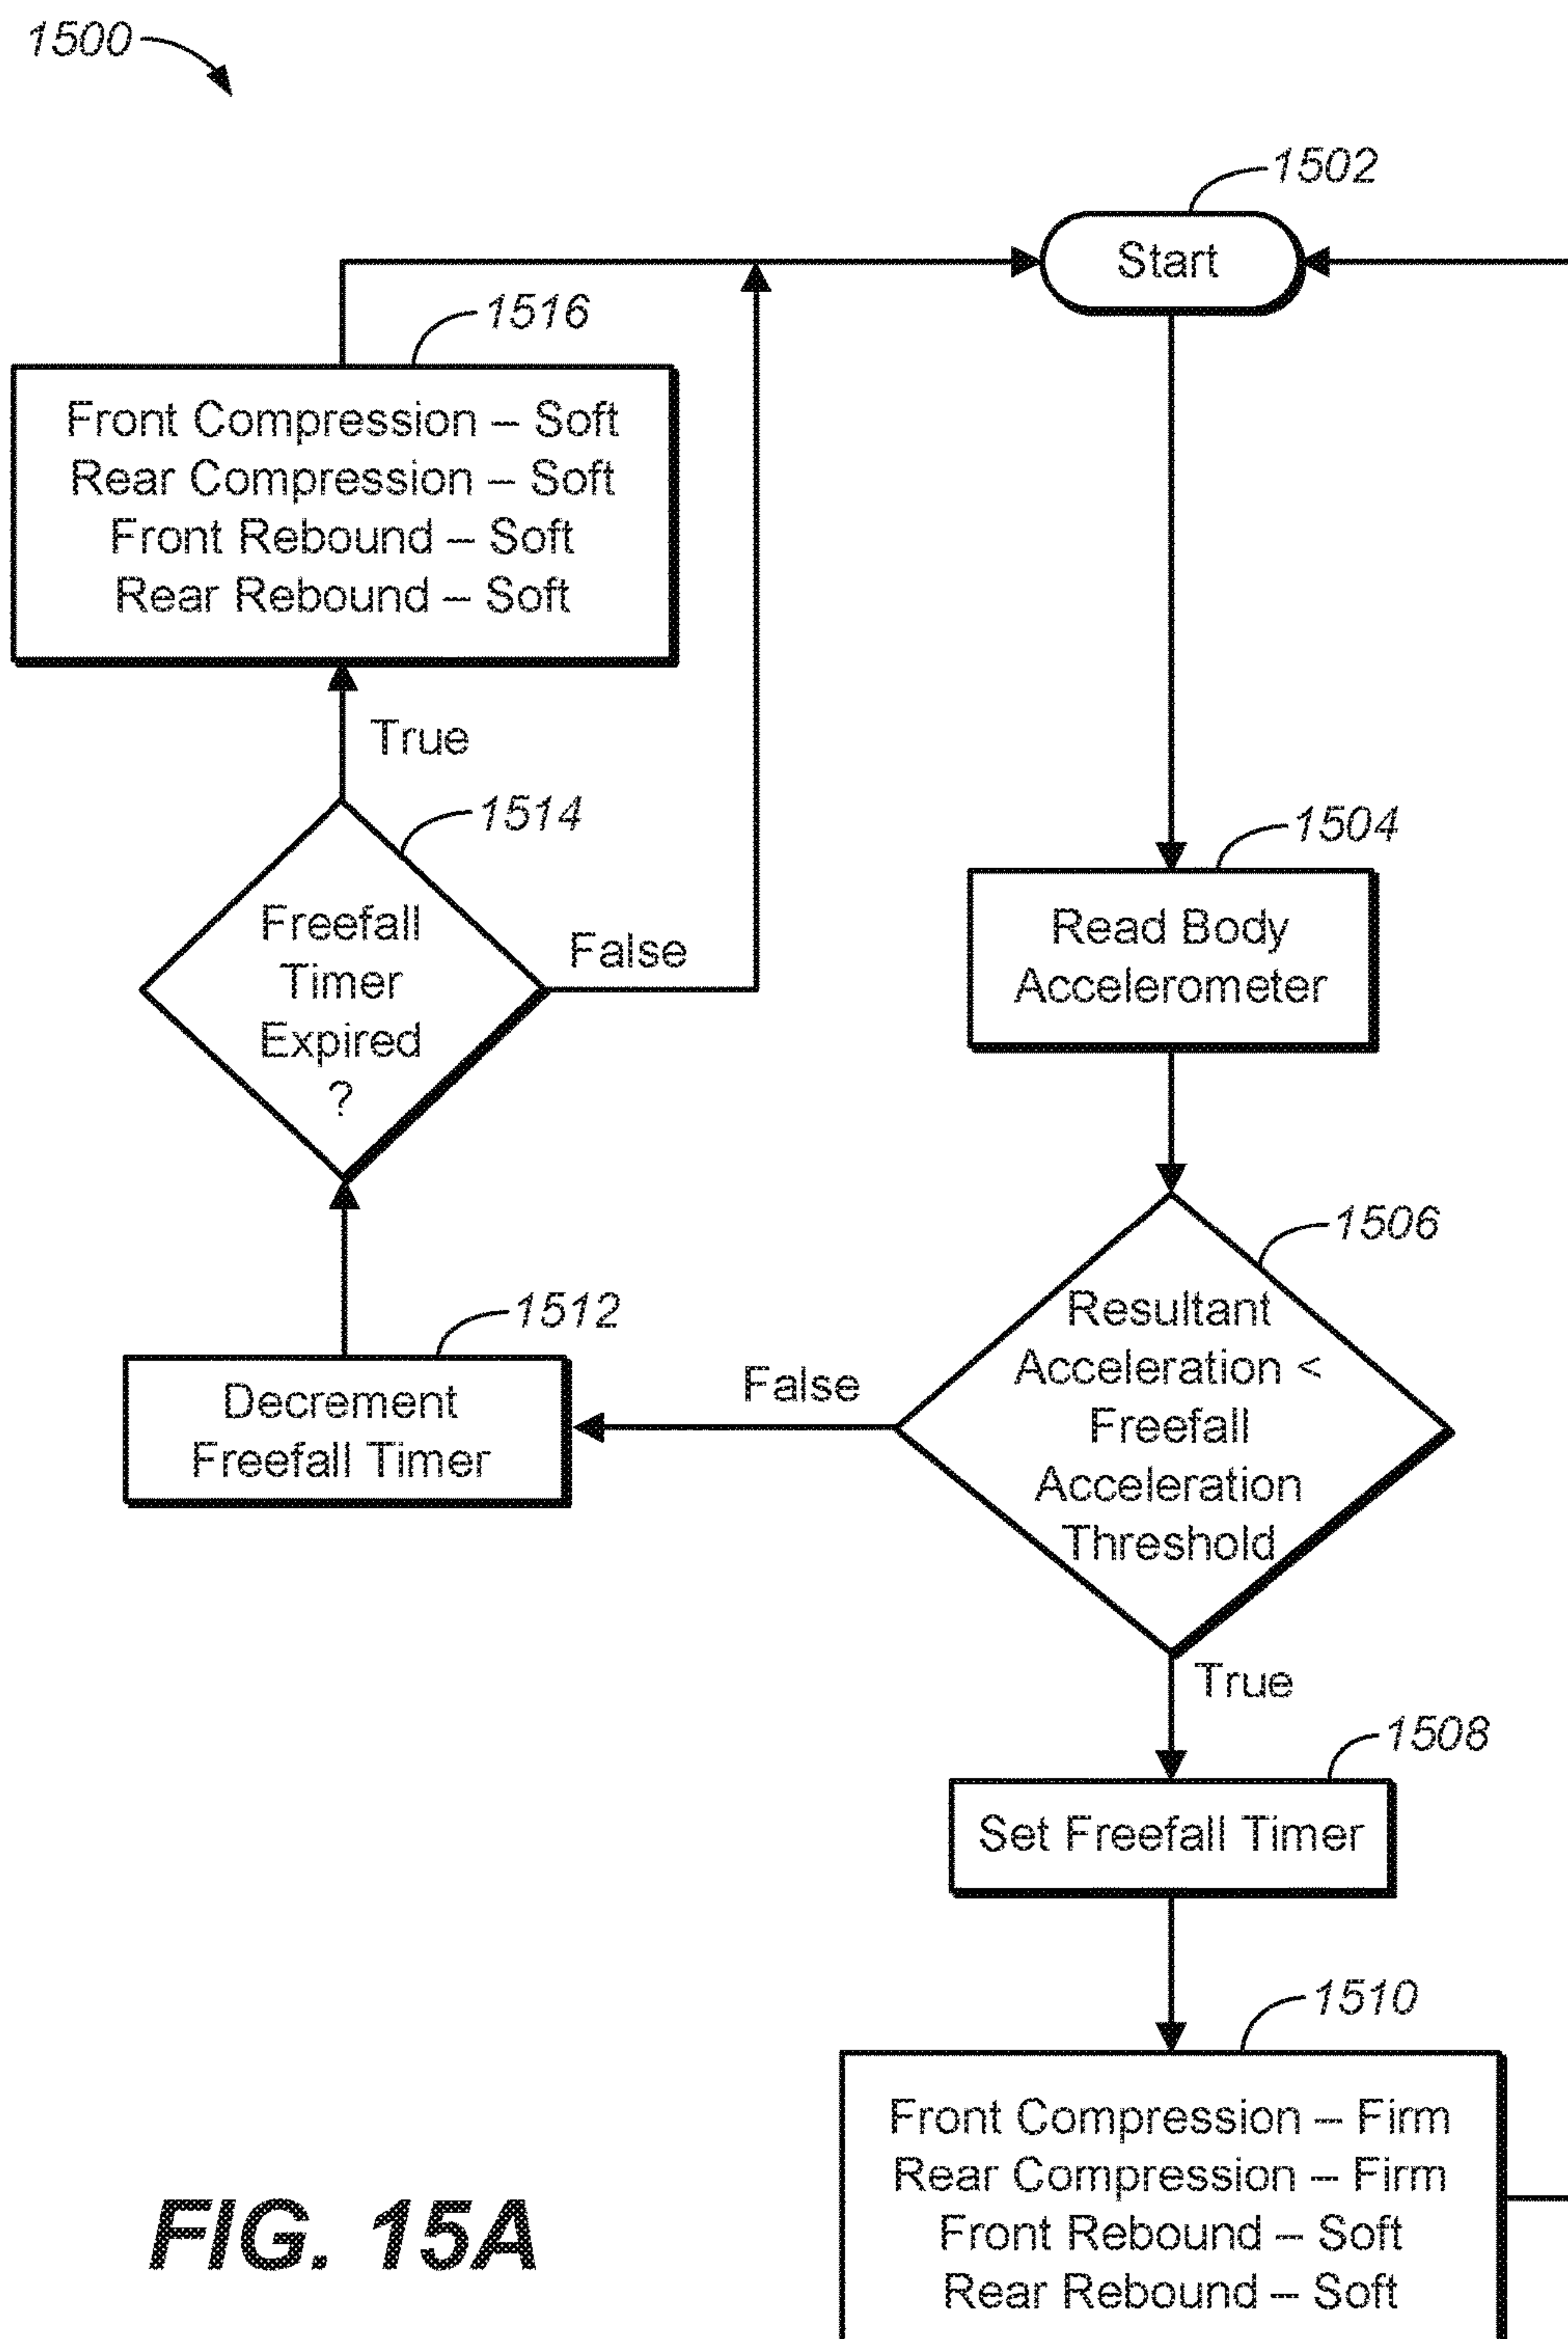 1500
1502
Start
1516
Front Compression – Soft
Rear Compression – Soft
Front Rebound – Soft
Rear Rebound – Soft
True
1514
Freefall
Timer
Expired
?
False
1504
Read Body
Accelerometer
1506
Resultant
Acceleration <
Freefall
Acceleration
Threshold
1512
Decrement
Freefall Timer
False
True
1508
Set Freefall Timer
1510
Front Compression – Firm
Rear Compression – Firm
Front Rebound – Soft
Rear Rebound – Soft
FIG. 15A